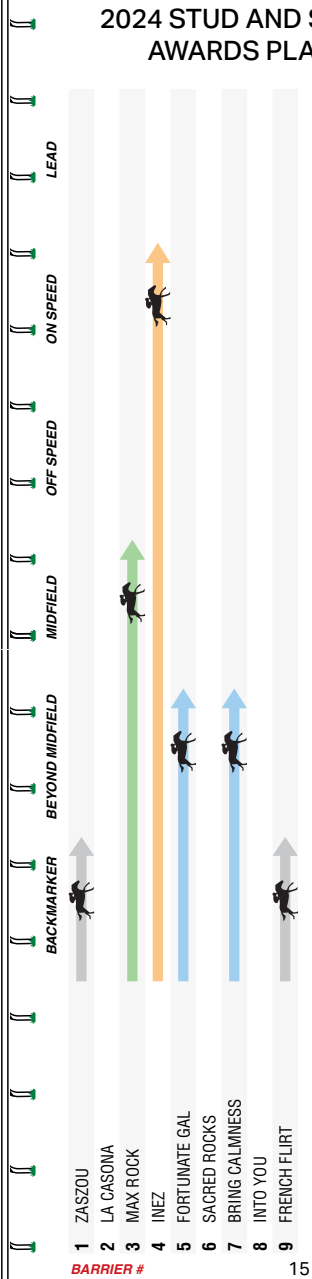 2024 STUD AND S
AWARDS PLA
LEAD
ON SPEED
OFF SPEED
MIDFIELD
BEYOND MIDFIELD
BACKMARKER
1 ZASZOU
2 LA CASONA
3 MAX ROCK
4 INEZ
5 FORTUNATE GAL
6 SACRED ROCKS
7 BRING CALMNESS
8 INTO YOU
9 FRENCH FLIRT
BARRIER #
15